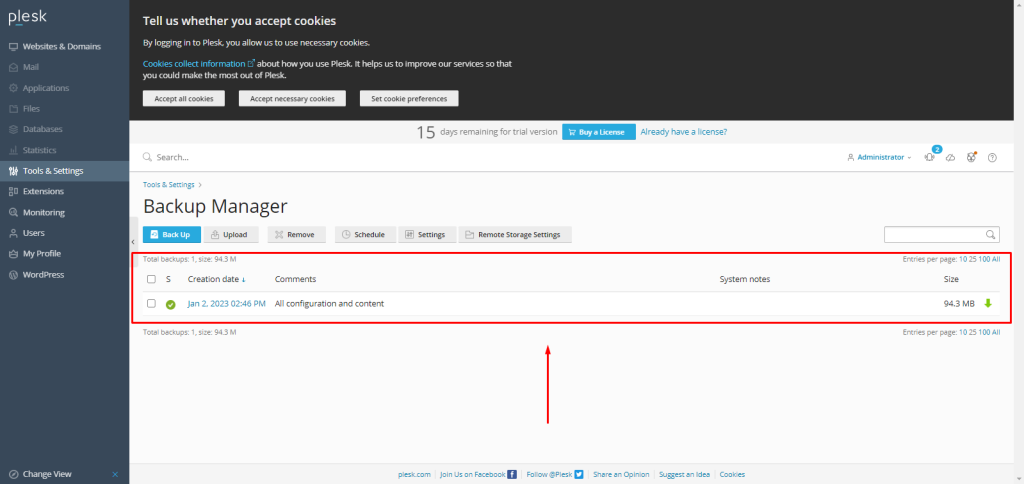 plesk
Websites & Domains
Mail
Applications
Files
Databases
Statistics
Tools & Settings
Extensions
Monitoring
Users
My Profile
WordPress
Change View
Tell us whether you accept cookies
By logging in to Plesk, you allow us to use necessary cookies.
Cookies collect information about how you use Plesk. It helps us to improve our services so that
you could make the most out of Plesk.
Accept all cookies Accept necessary cookies Set cookie preferences
15 days remaining for trial version Buy a License Already have a license?
Search... Administrator 2
Tools & Settings
Backup Manager
Back Up Upload Remove Schedule Settings Remote Storage Settings
Total backups: 1, size: 94.3 M Entries per page: 10 25 100 All
S Creation date ↓ Comments System notes Size
Jan 2, 2023 02:46 PM All configuration and content 94.3 MB
Total backups: 1, size: 94.3 M Entries per page: 10 25 100 All
plesk.com Join Us on Facebook Follow @Plesk Share an Opinion Suggest an Idea Cookies